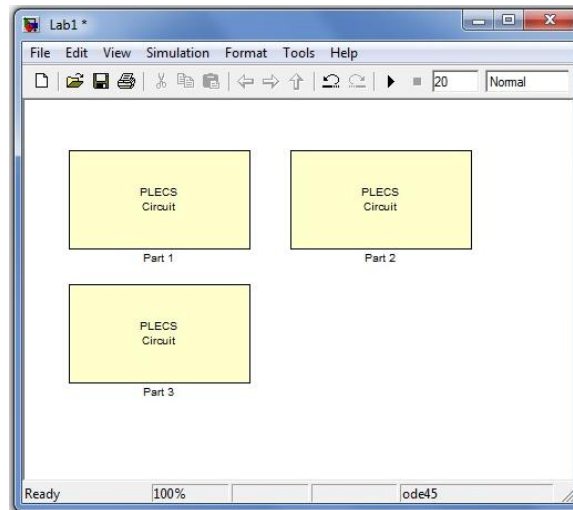 Lab1 *
File Edit View Simulation Format Tools Help
20 Normal
PLECS
Circuit
Part 1
PLECS
Circuit
Part 2
PLECS
Circuit
Part 3
Ready 100% ode45